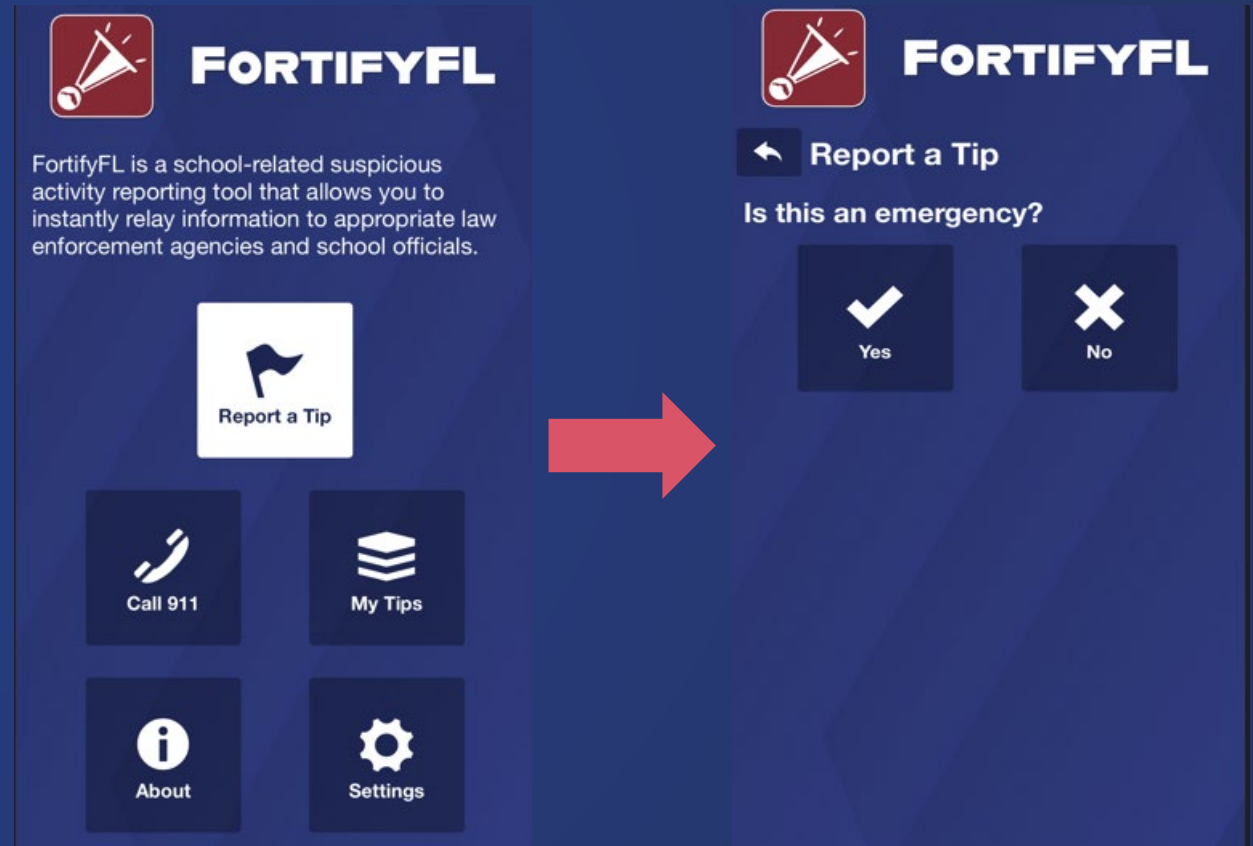 FORTIFYFL
FortifyFL is a school-related suspicious
activity reporting tool that allows you to
instantly relay information to appropriate law
enforcement agencies and school officials.
Report a Tip
Call 911
My Tips
About
Settings
FORTIFYFL
Report a Tip
Is this an emergency?
Yes
No